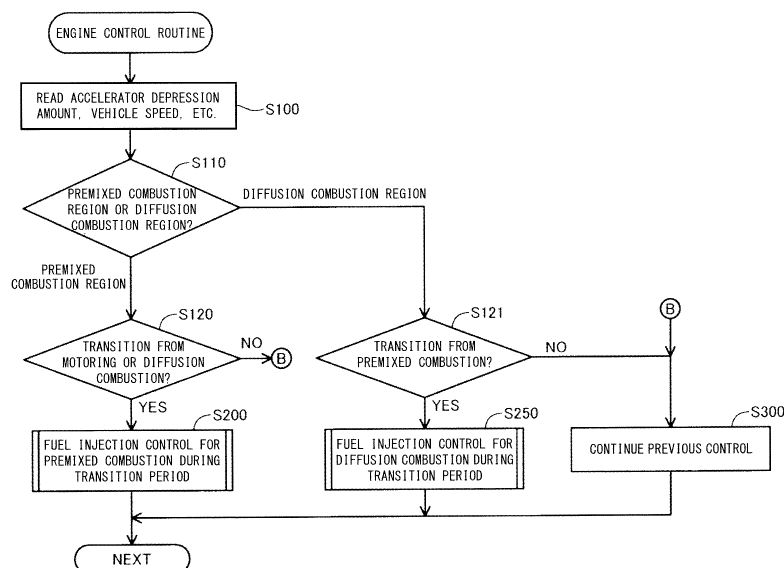 ENGINE CONTROL ROUTINE
READ ACCELERATOR DEPRESSION
AMOUNT, VEHICLE SPEED, ETC.
S100
S110
PREMIXED COMBUSTION
REGION OR DIFFUSION
COMBUSTION REGION?
DIFFUSION COMBUSTION REGION
PREMIXED
COMBUSTION REGION
S120
TRANSITION FROM
MOTORING OR DIFFUSION
COMBUSTION?
NO
B
YES
S121
TRANSITION FROM
PREMIXED COMBUSTION?
NO
B
YES
S200
FUEL INJECTION CONTROL FOR
PREMIXED COMBUSTION DURING
TRANSITION PERIOD
S250
FUEL INJECTION CONTROL FOR
DIFFUSION COMBUSTION DURING
TRANSITION PERIOD
S300
CONTINUE PREVIOUS CONTROL
NEXT